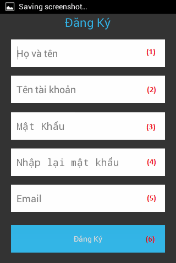 Saving screenshot..
Đăng Ký
Họ và tên (1)
Tên tài khoản (2)
Mật Khẩu (3)
Nhập lại mật khẩu (4)
Email (5)
Đăng Ký (6)